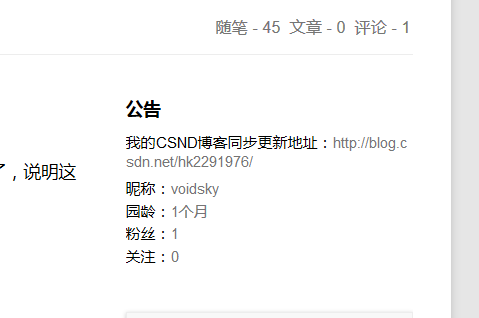 随笔 - 45 文章 - 0 评论 - 1
公告
我的CSND博客同步更新地址：http://blog.c
sdn.net/hk2291976/
了，说明这
昵称：voidsky
园龄：1个月
粉丝：1
关注：0